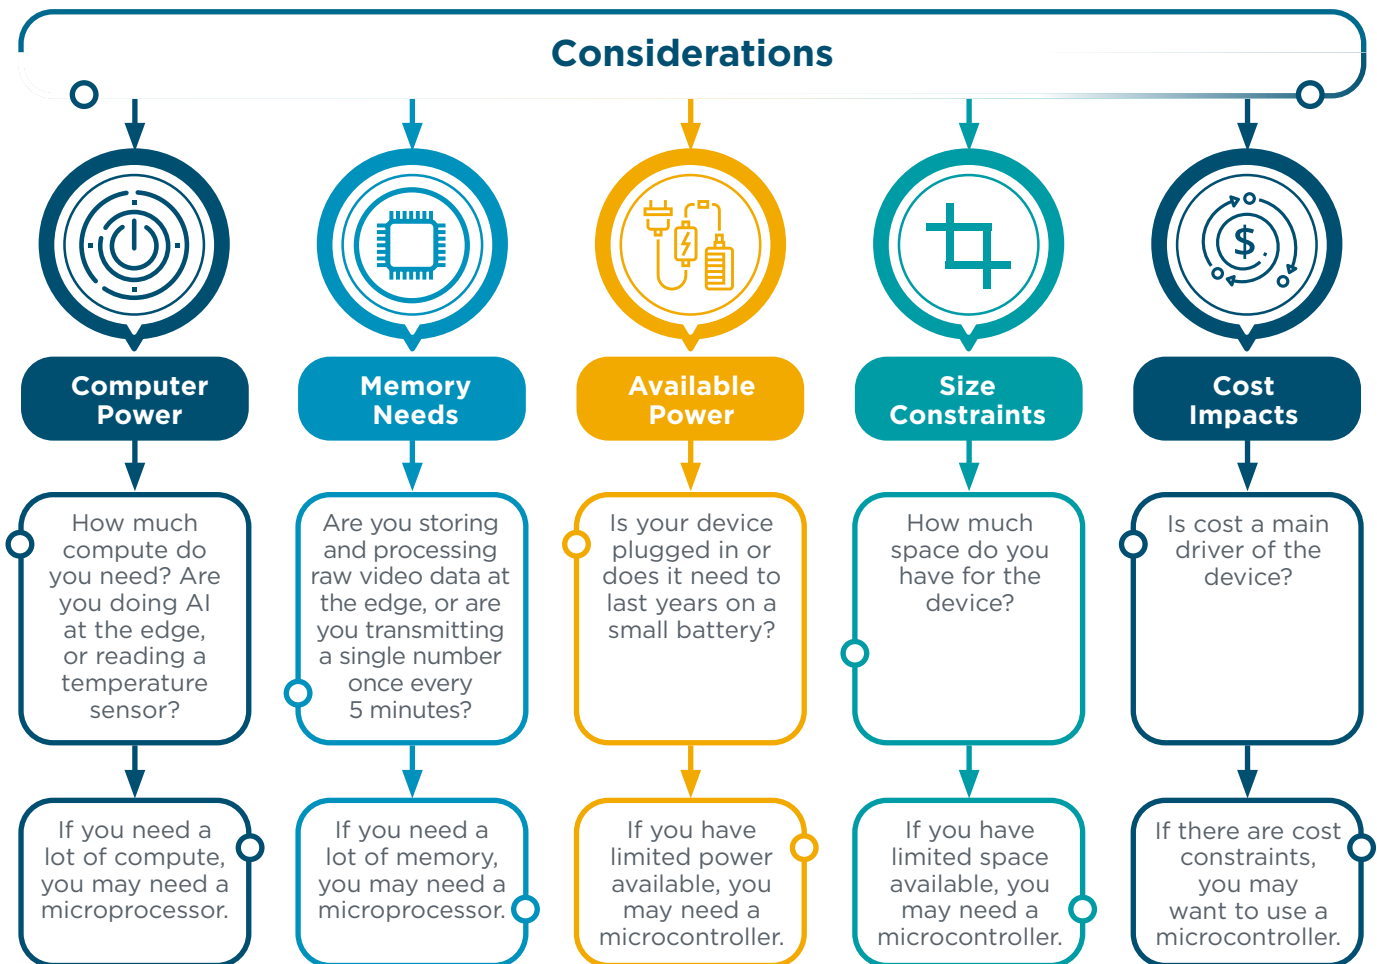 Considerations
Computer
Power
Memory
Needs
Available
Power
Size
Constraints
Cost
Impacts
How much
compute do
you need? Are
you doing AI
at the edge,
or reading a
temperature
sensor?
Are you storing
and processing
raw video data at
the edge, or are
you transmitting
a single number
once every
5 minutes?
Is your device
plugged in or
does it need to
last years on a
small battery?
How much
space do you
have for the
device?
Is cost a main
driver of the
device?
If you need a
lot of compute,
you may need a
microprocessor.
If you need a
lot of memory,
you may need a
microprocessor.
If you have
limited power
available, you
may need a
microcontroller.
If you have
limited space
available, you
may need a
microcontroller.
If there are cost
constraints,
you may
want to use a
microcontroller.